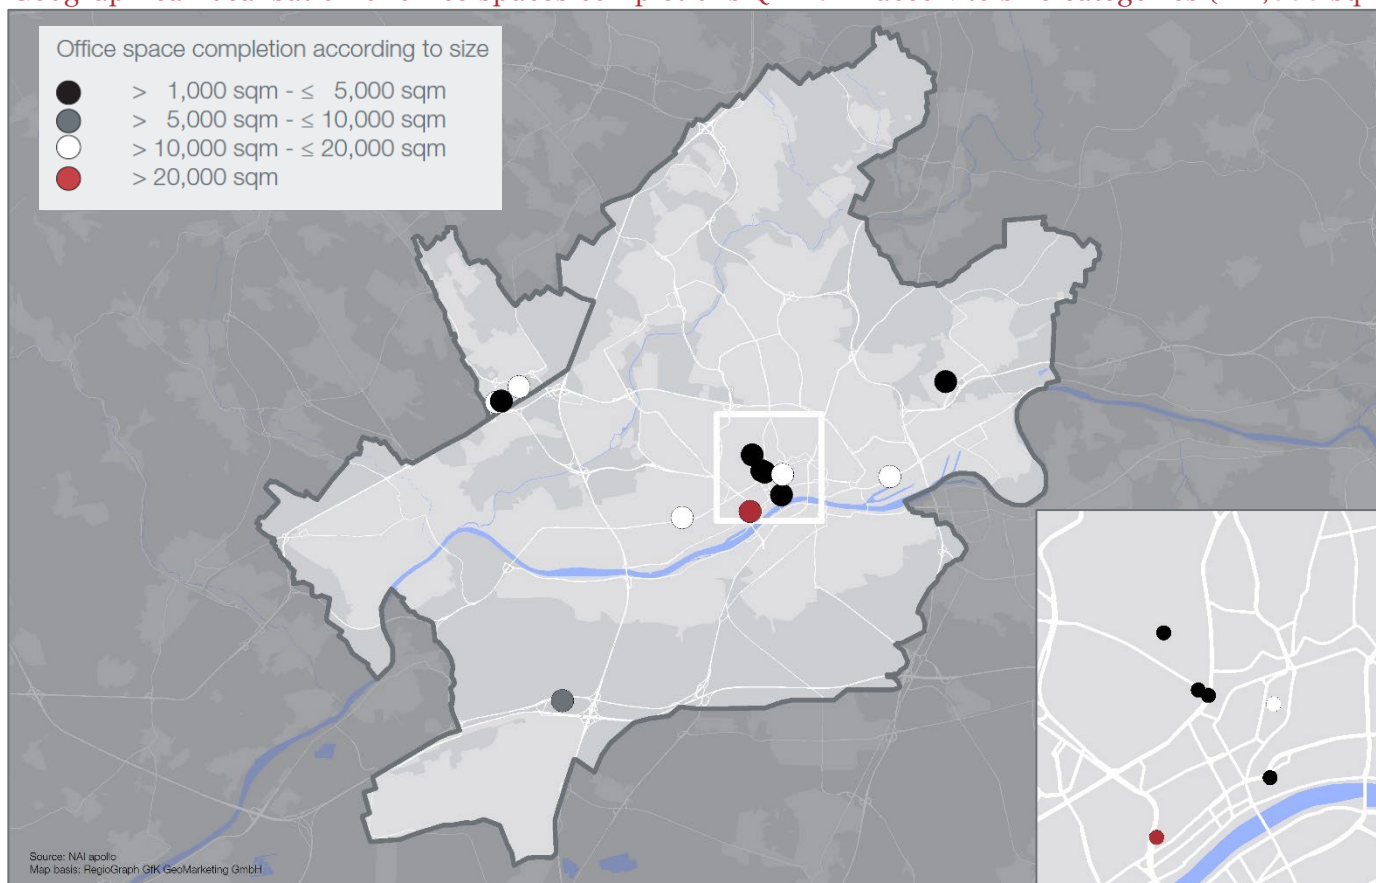 Office space completion according to size
> 1,000 sqm - ≤ 5,000 sqm
> 5,000 sqm - ≤ 10,000 sqm
> 10,000 sqm - ≤ 20,000 sqm
> 20,000 sqm
Source: NAI apollo
Map basis: RegioGraph GfK GeoMarketing GmbH